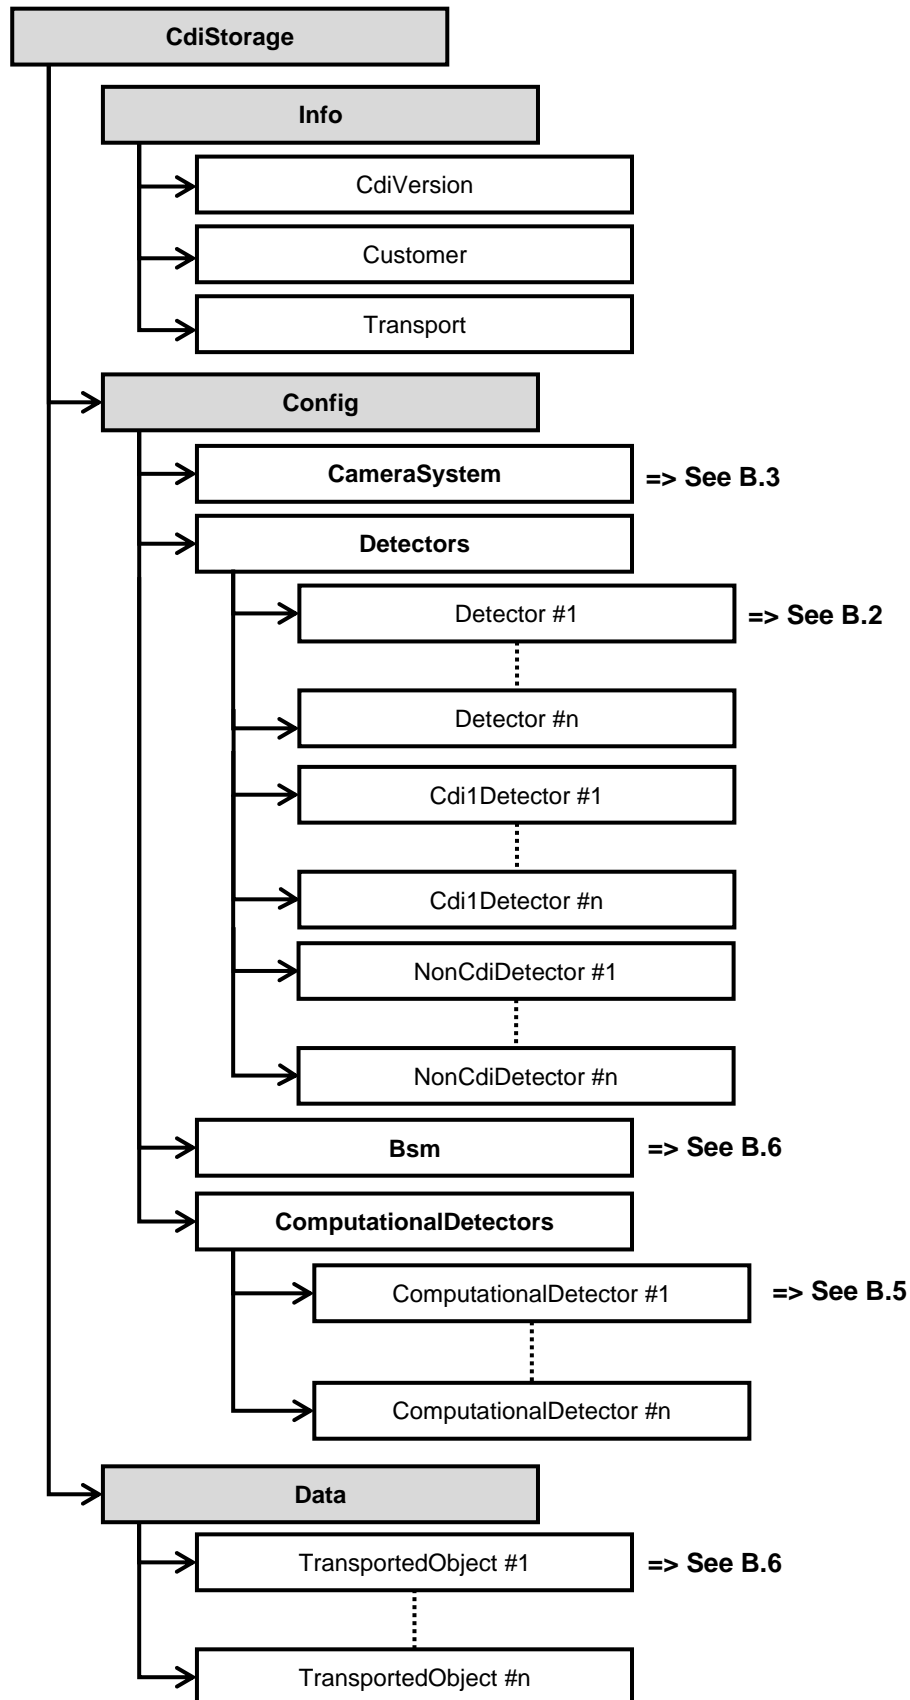 CdiStorage
Info
CdiVersion
Customer
Transport
Config
CameraSystem => See B.3
Detectors
Detector #1 => See B.2
Detector #n
Cdi1Detector #1
Cdi1Detector #n
NonCdiDetector #1
NonCdiDetector #n
Bsm => See B.6
ComputationalDetectors
ComputationalDetector #1 => See B.5
ComputationalDetector #n
Data
TransportedObject #1 => See B.6
TransportedObject #n